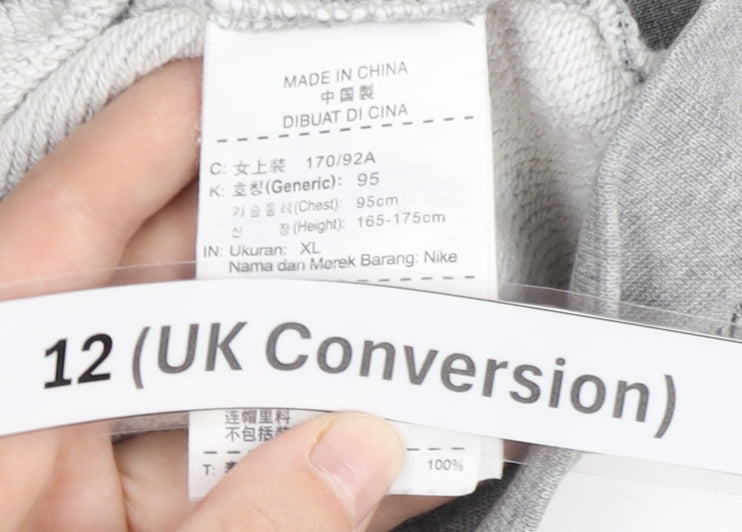 MADE IN CHINA
中国製
DIBUAT DI CINA
C: 女上装 170/92A
K: 호칭(Generic): 95
가슴둘레(Chest): 95cm
신 장(Height): 165-175cm
IN: Ukuran: XL
Nama dan Merek Barang: Nike
12 (UK Conversion)
连帽里料
不包括
T: 100%